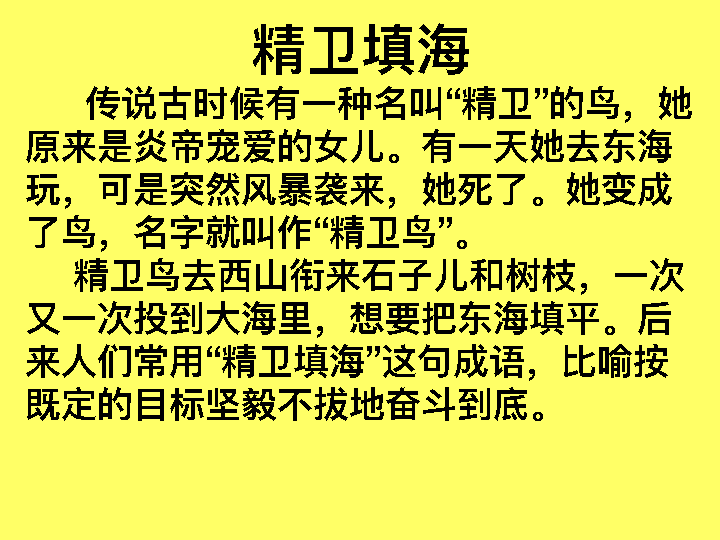 精卫填海
传说古时候有一种名叫“精卫”的鸟，她
原来是炎帝宠爱的女儿。有一天她去东海
玩，可是突然风暴袭来，她死了。她变成
了鸟，名字就叫作“精卫鸟”。
精卫鸟去西山衔来石子儿和树枝，一次
又一次投到大海里，想要把东海填平。后
来人们常用“精卫填海”这句成语，比喻按
既定的目标坚毅不拔地奋斗到底。